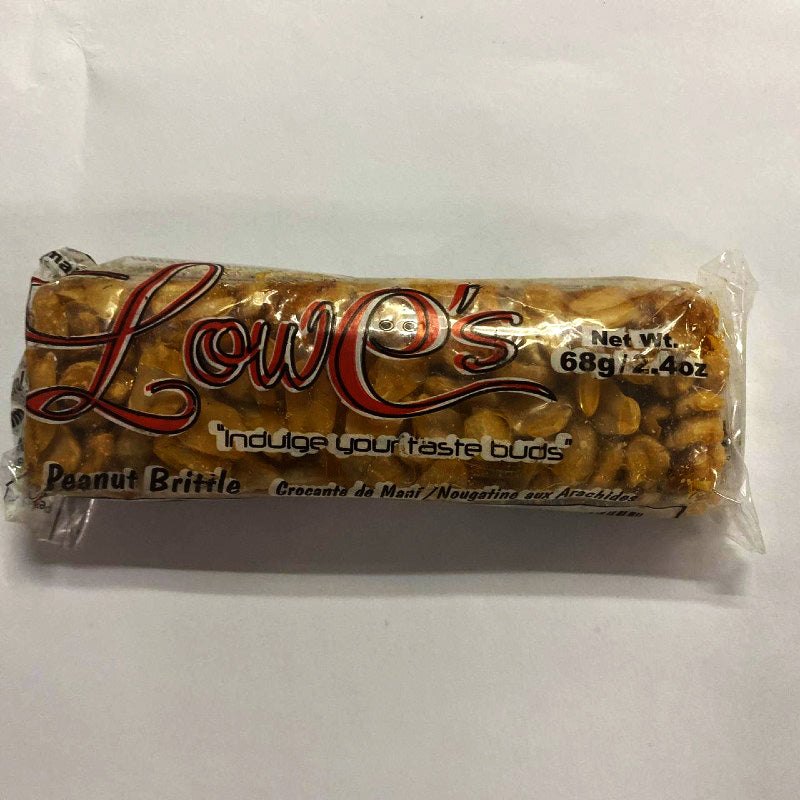 Lowe's
Net Wt.
68g/2.4oz
"indulge your taste buds"
Peanut Brittle
Crocante de Maní/Nougatine aux Arachides